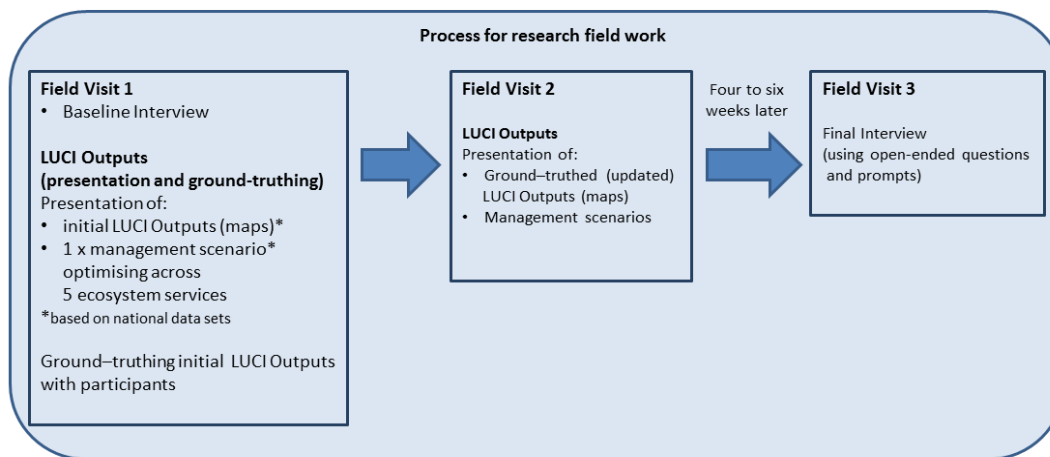 Process for research field work
Field Visit 1
• Baseline Interview
LUCI Outputs
(presentation and ground-truthing)
Presentation of:
• initial LUCI Outputs (maps)*
• 1 x management scenario*
optimising across
5 ecosystem services
*based on national data sets
Ground–truthing initial LUCI Outputs
with participants
Field Visit 2
LUCI Outputs
Presentation of:
• Ground–truthed (updated)
LUCI Outputs (maps)
• Management scenarios
Four to six
weeks later
Field Visit 3
Final Interview
(using open-ended questions
and prompts)